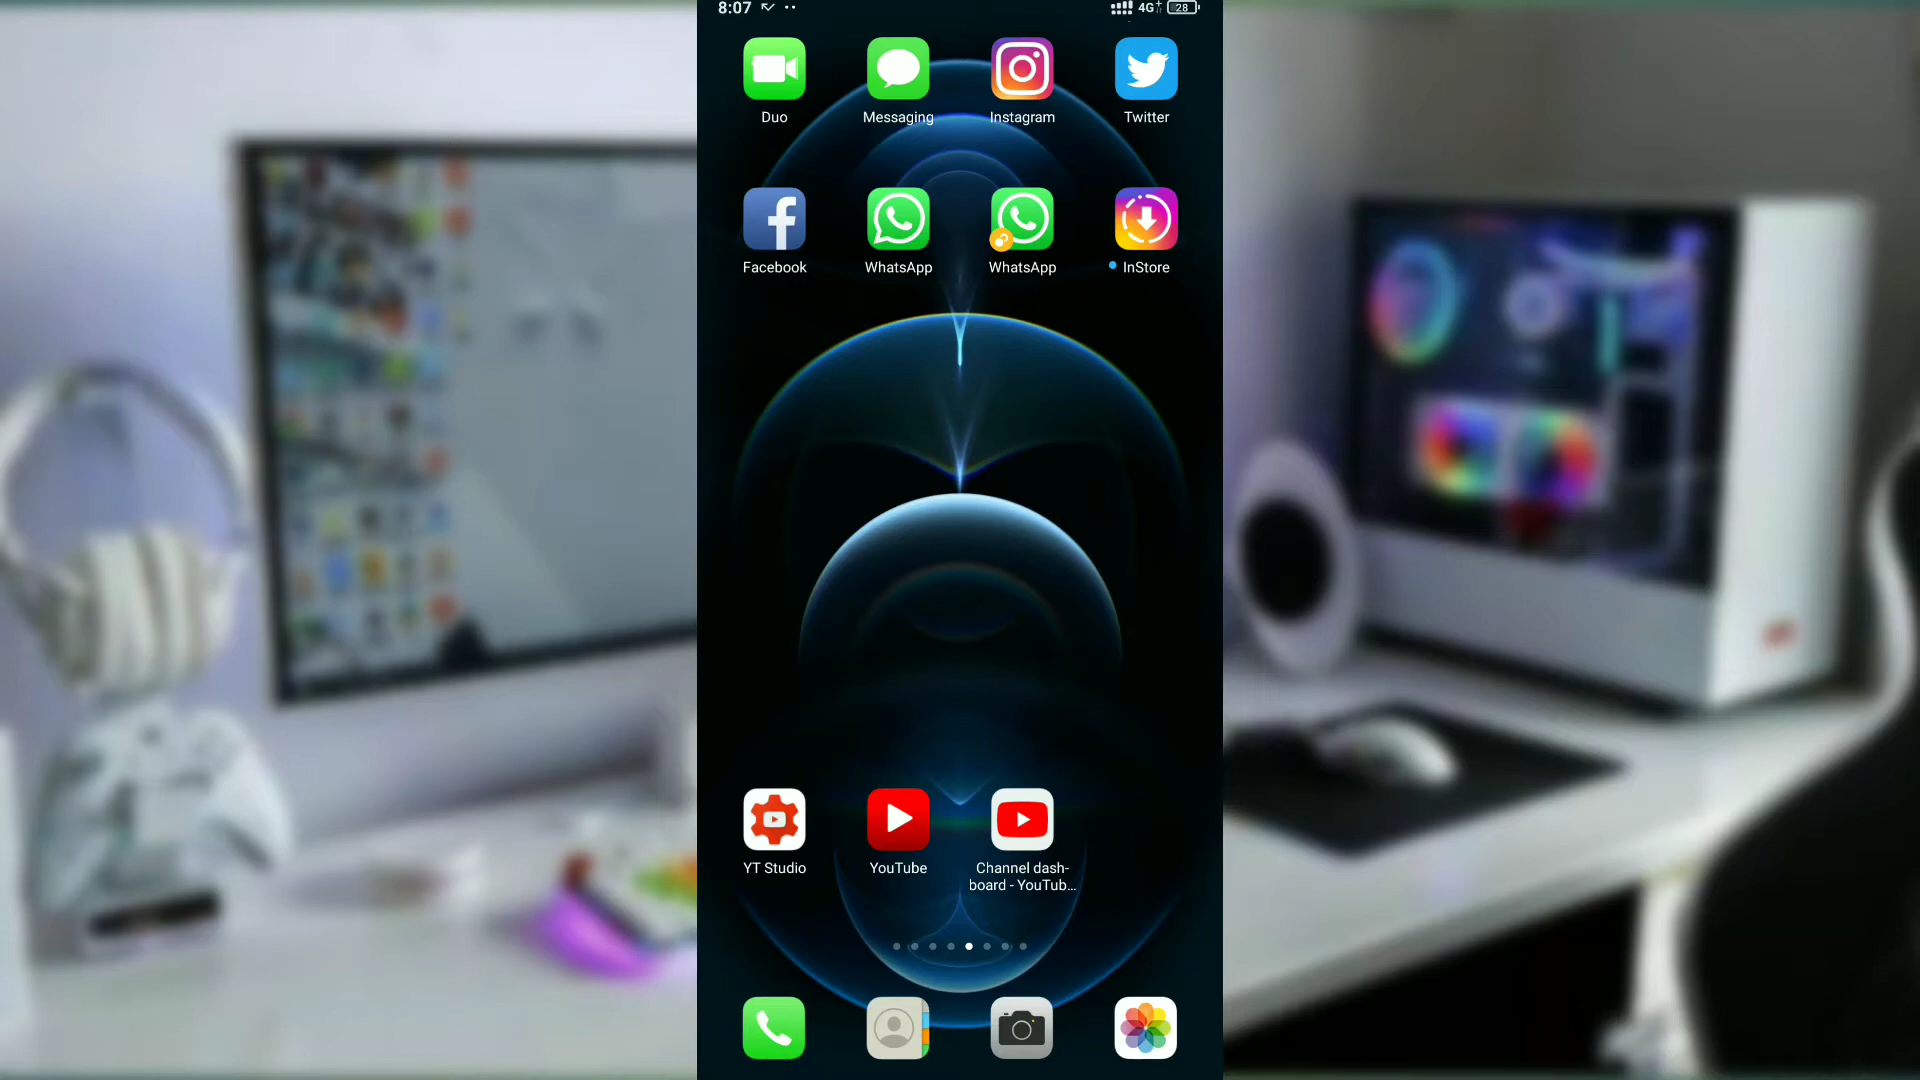 8:07 4G+ 28
Duo Messaging Instagram Twitter
Facebook WhatsApp WhatsApp InStore
YT Studio YouTube Channel dash-
board - YouTub...